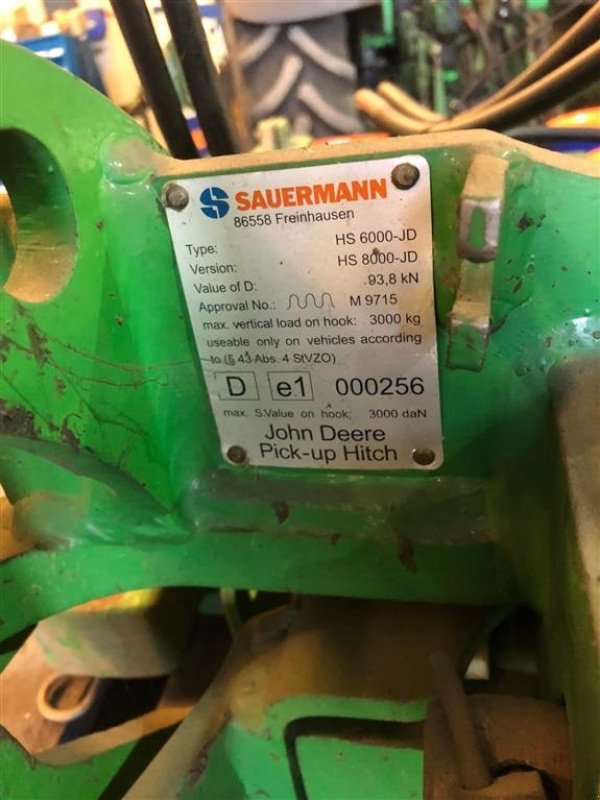 SAUERMANN
86558 Freinhausen
Type: HS 6000-JD
Version: HS 8000-JD
Value of D: 93,8 kN
Approval No.: M 9715
max. vertical load on hook: 3000 kg
useable only on vehicles according
to (§ 43 Abs. 4 StVZO)
D e1 000256
max. S.Value on hook: 3000 daN
John Deere
Pick-up Hitch